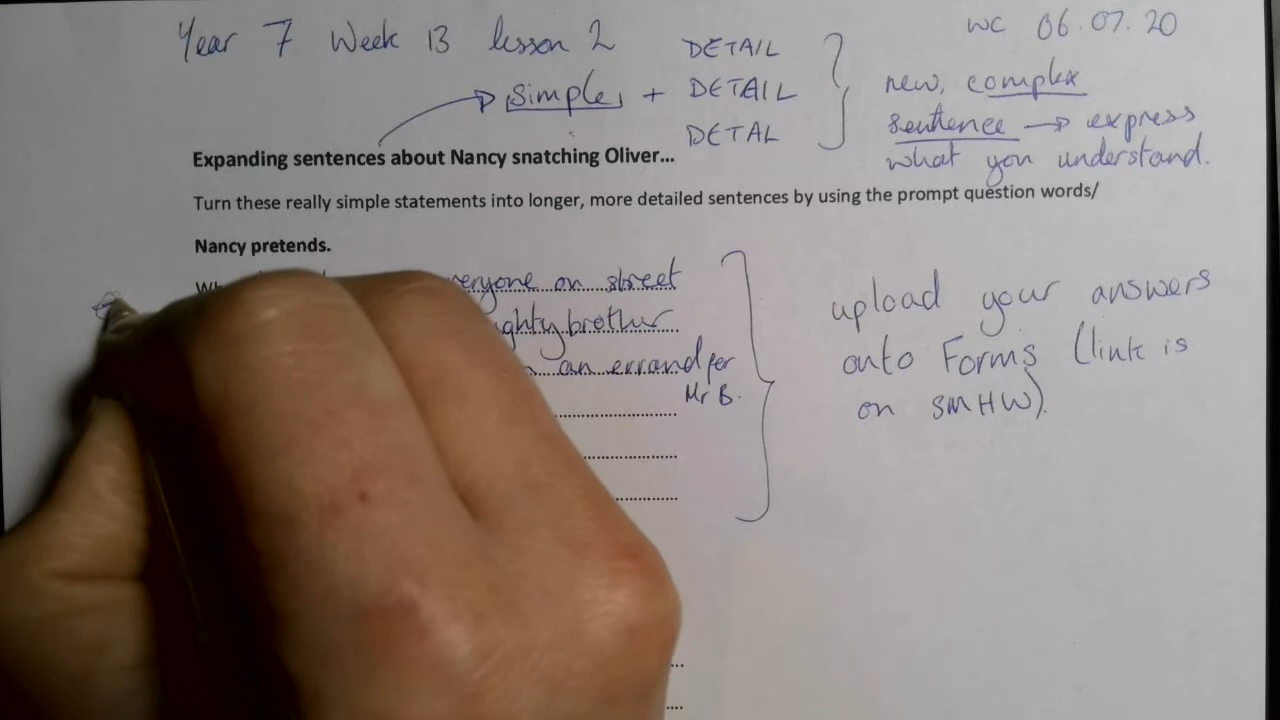 Year 7 Week 13 lesson 2
WC 06.07.20
simple + DETAIL
DETAIL
DETAL
new, complex
sentence → express
what you understand.
Expanding sentences about Nancy snatching Oliver...
Turn these really simple statements into longer, more detailed sentences by using the prompt question words/
Nancy pretends.
on street
brother
an errand for
Mr B.
upload your answers
onto Forms (link is
on SMHW).